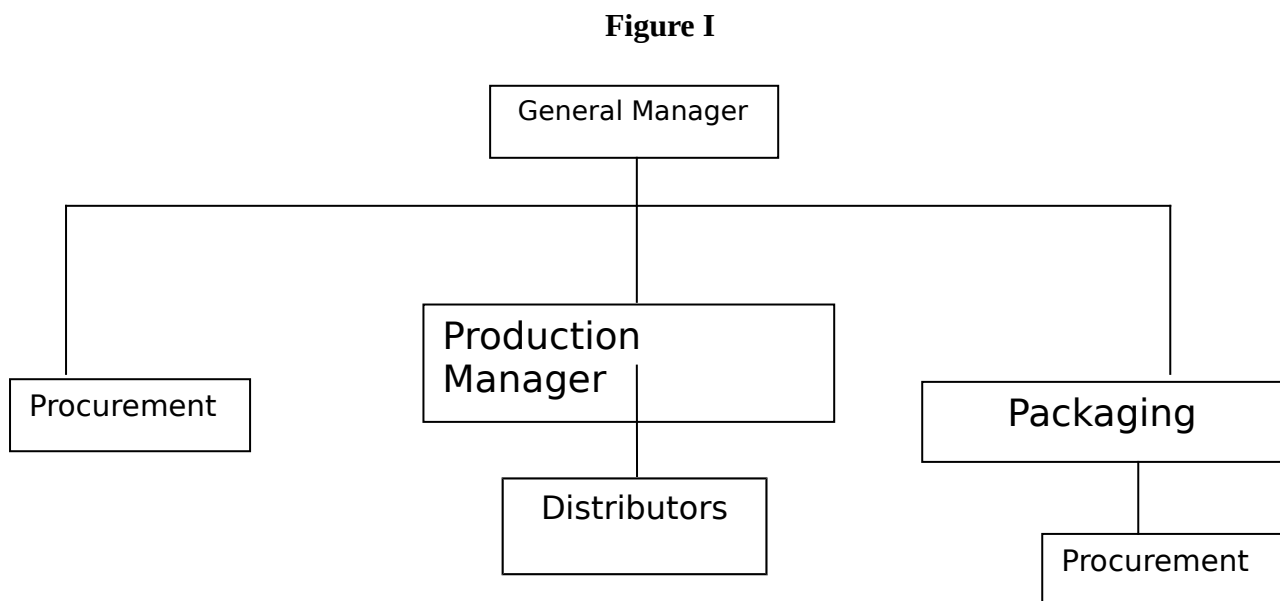 Figure I
General Manager
Production
Manager
Procurement
Packaging
Distributors
Procurement